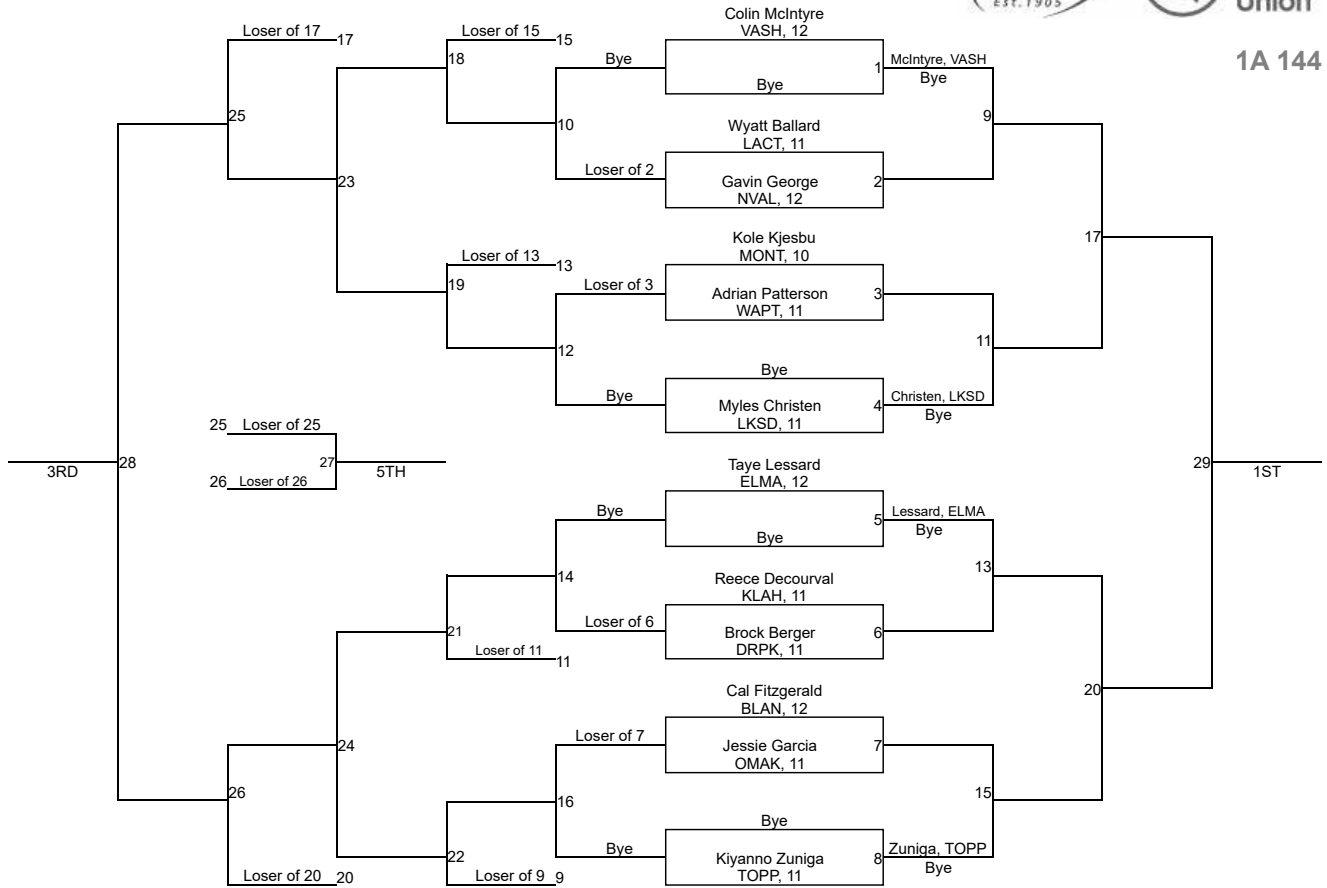 EST. 1905
Union
1A 144
Colin McIntyre
VASH, 12
Loser of 17
17
Loser of 15
15
18
Bye
1
McIntyre, VASH
Bye
Bye
25
10
9
Wyatt Ballard
LACT, 11
Loser of 2
Gavin George
NVAL, 12
2
23
Kole Kjesbu
MONT, 10
17
Loser of 13
13
19
Loser of 3
Adrian Patterson
WAPT, 11
3
12
11
Bye
Bye
Myles Christen
LKSD, 11
4
Christen, LKSD
Bye
25
Loser of 25
3RD
28
27
5TH
26
Loser of 26
29
1ST
Taye Lessard
ELMA, 12
Bye
5
Lessard, ELMA
Bye
Bye
14
13
Reece Decourval
KLAH, 11
21
Loser of 6
Brock Berger
DRPK, 11
6
Loser of 11
11
Cal Fitzgerald
BLAN, 12
20
24
Loser of 7
Jessie Garcia
OMAK, 11
7
26
16
15
Bye
22
Bye
Kiyanno Zuniga
TOPP, 11
8
Zuniga, TOPP
Bye
Loser of 20
20
Loser of 9
9